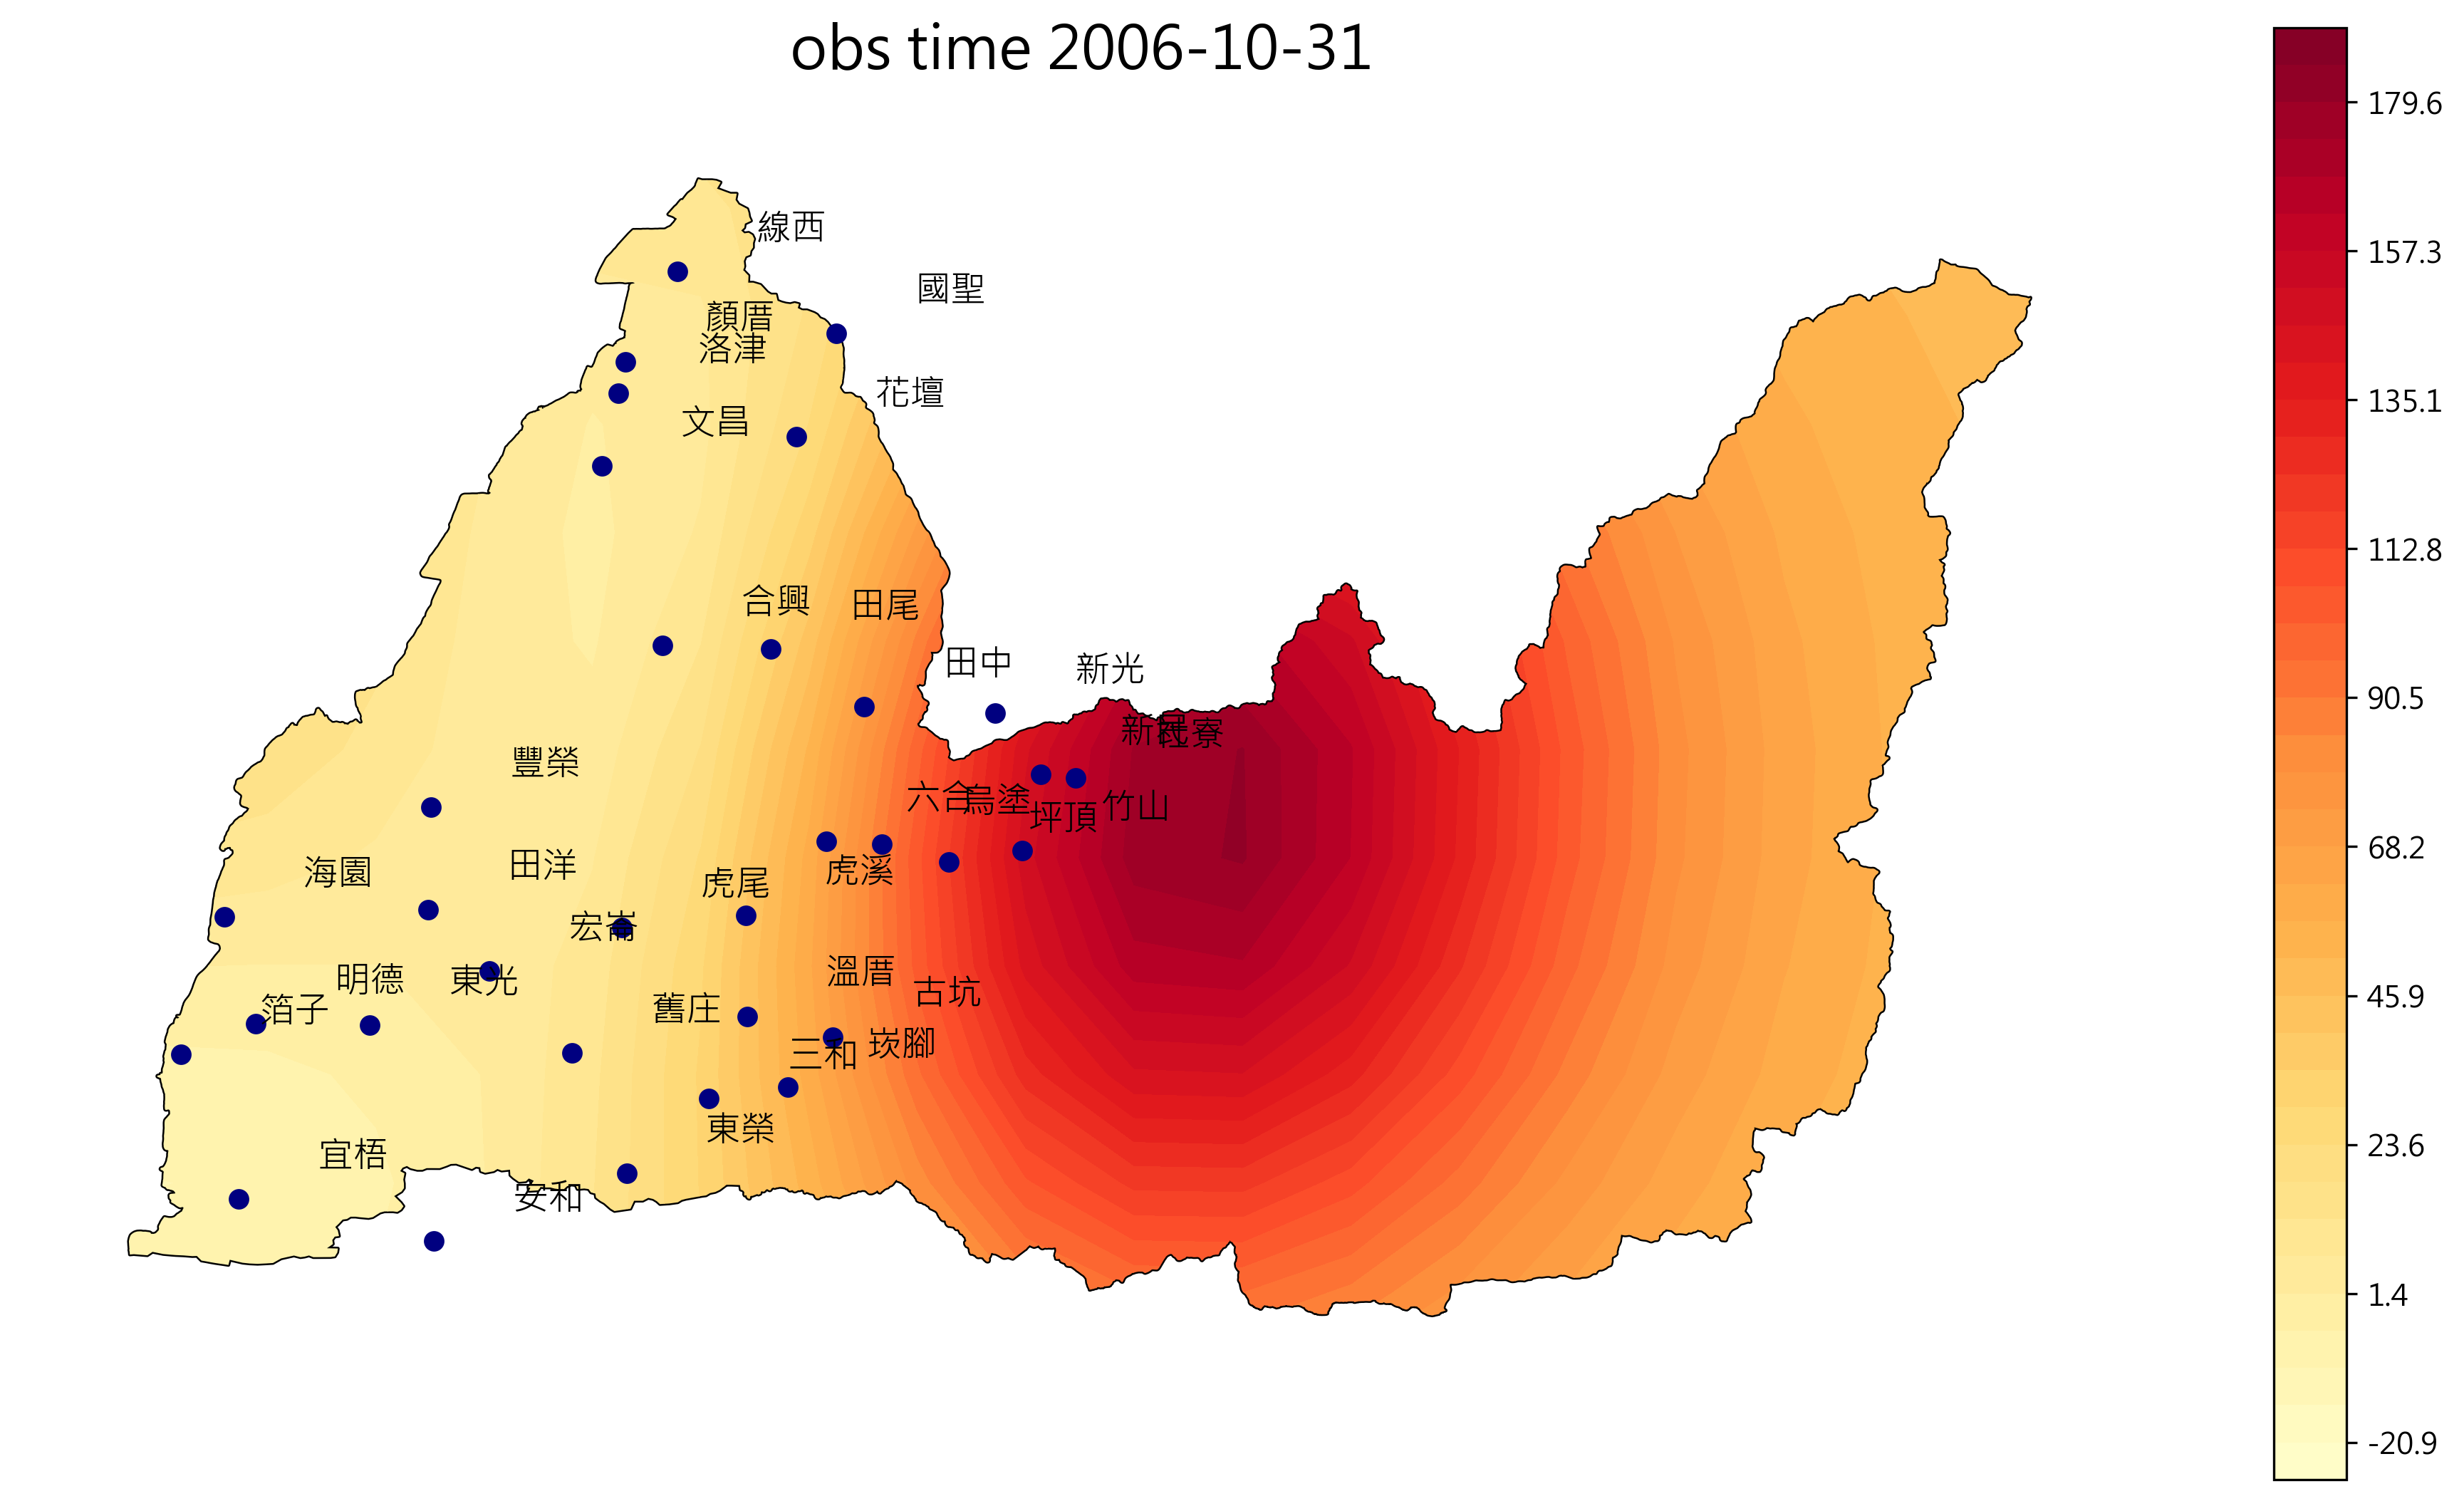 obs time 2006-10-31
線西
國聖
顏厝
洛津
花壇
文昌
合興
田尾
田中
新光
新民
社寮
豐榮
六合
烏塗
坪頂
竹山
海園
田洋
虎尾
虎溪
宏崙
明德
東光
溫厝
古坑
箔子
舊庄
三和
崁腳
東榮
宜梧
安和
179.6
157.3
135.1
112.8
90.5
68.2
45.9
23.6
1.4
-20.9